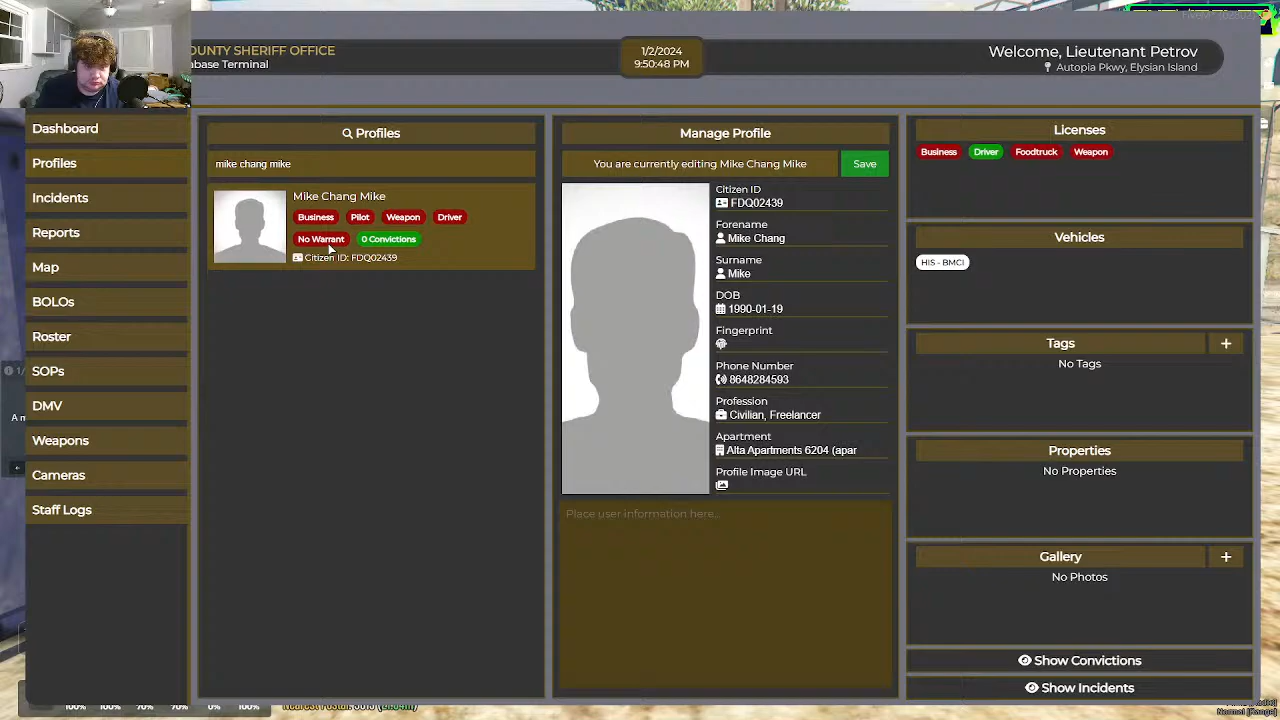 OUNTY SHERIFF OFFICE
abase Terminal
1/2/2024
9:50:48 PM
Welcome, Lieutenant Petrov
Autopia Pkwy, Elysian Island
Dashboard
Profiles
Incidents
Reports
Map
BOLOs
Roster
SOPs
DMV
Weapons
Cameras
Staff Logs
Profiles
mike chang mike
Mike Chang Mike
Business Pilot Weapon Driver
No Warrant 0 Convictions
Citizen ID: FDQ02439
Manage Profile
You are currently editing Mike Chang Mike Save
Citizen ID
FDQ02439
Forename
Mike Chang
Surname
Mike
DOB
1990-01-19
Fingerprint
Phone Number
8648284593
Profession
Civilian, Freelancer
Apartment
Alta Apartments 6204 (apar
Profile Image URL
Place user information here...
Licenses
Business Driver Foodtruck Weapon
Vehicles
HIS - BMCI
Tags +
No Tags
Properties
No Properties
Gallery +
No Photos
Show Convictions
Show Incidents